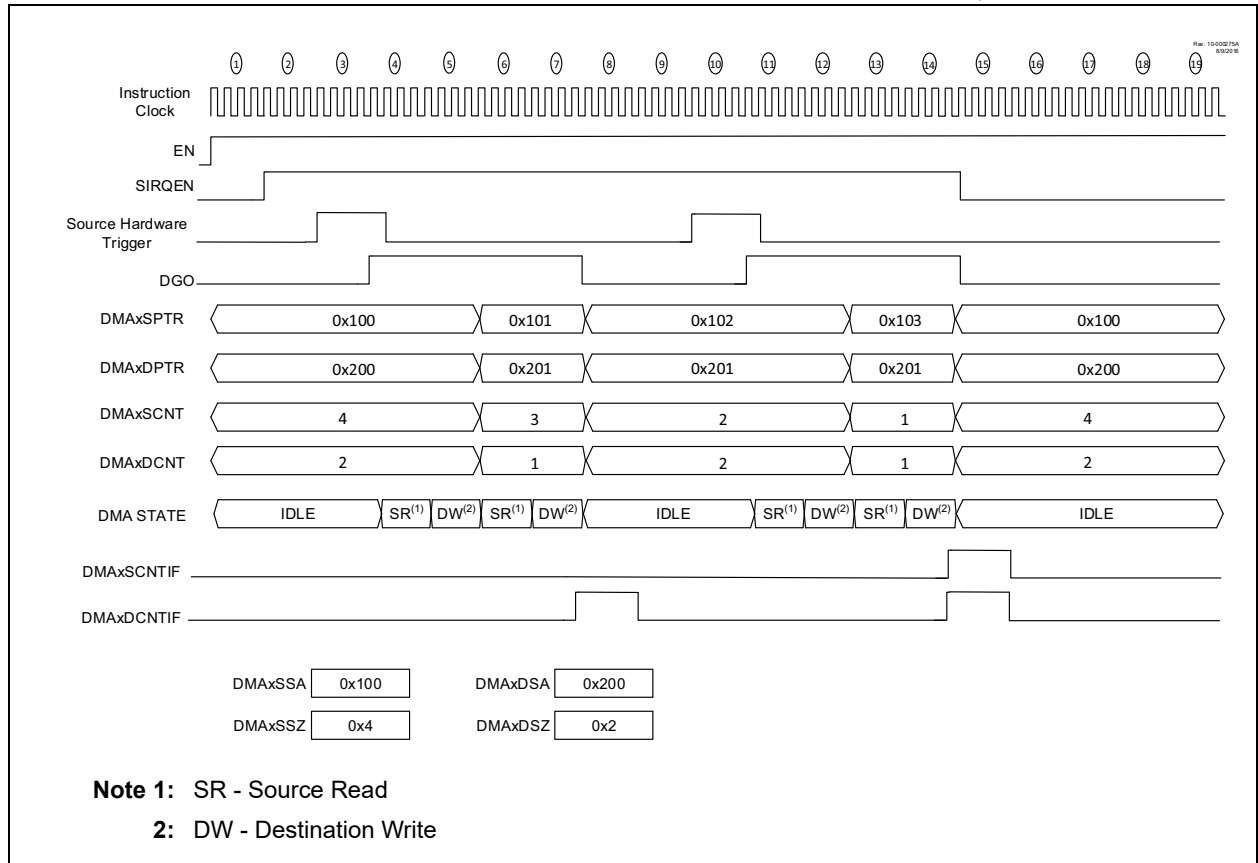 Rev. 10-000275A
8/9/2016
1 2 3 4 5 6 7 8 9 10 11 12 13 14 15 16 17 18 19
Instruction
Clock
EN
SIRQEN
Source Hardware
Trigger
DGO
DMAxSPTR 0x100 0x101 0x102 0x103 0x100
DMAxDPTR 0x200 0x201 0x201 0x201 0x200
DMAxSCNT 4 3 2 1 4
DMAxDCNT 2 1 2 1 2
DMA STATE IDLE SR(1) DW(2) SR(1) DW(2) IDLE SR(1) DW(2) SR(1) DW(2) IDLE
DMAxSCNTIF
DMAxDCNTIF
DMAxSSA 0x100 DMAxDSA 0x200
DMAxSSZ 0x4 DMAxDSZ 0x2
Note 1: SR - Source Read
2: DW - Destination Write